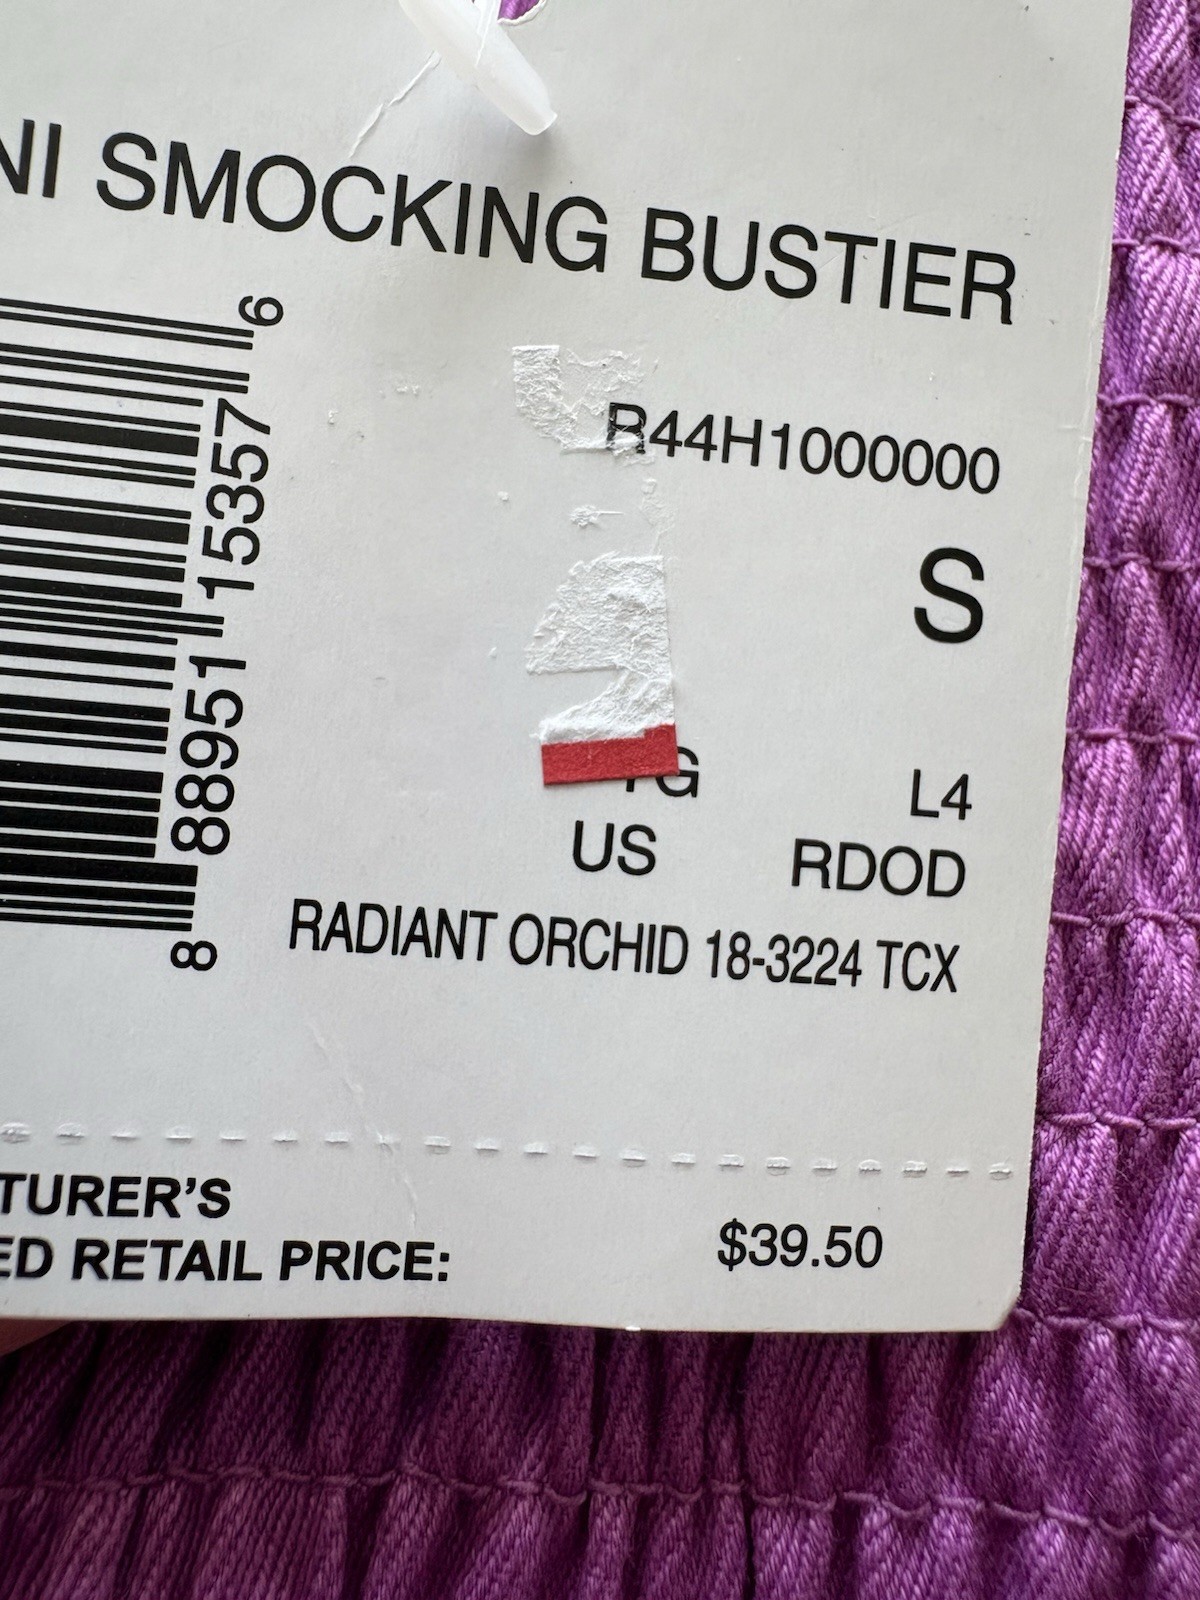 NI SMOCKING BUSTIER
8 88951 15357 6
R44H1000000
S
G L4
US RDOD
RADIANT ORCHID 18-3224 TCX
TURER'S
ED RETAIL PRICE: $39.50